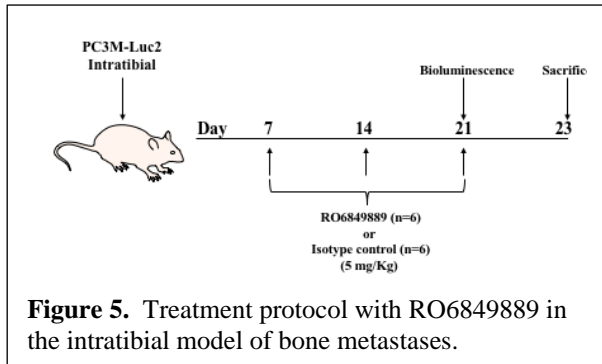 PC3M-Luc2
Intratibial
Bioluminescence Sacrific
Day 7 14 21 23
RO6849889 (n=6)
or
Isotype control (n=6)
(5 mg/Kg)
Figure 5. Treatment protocol with RO6849889 in
the intratibial model of bone metastases.